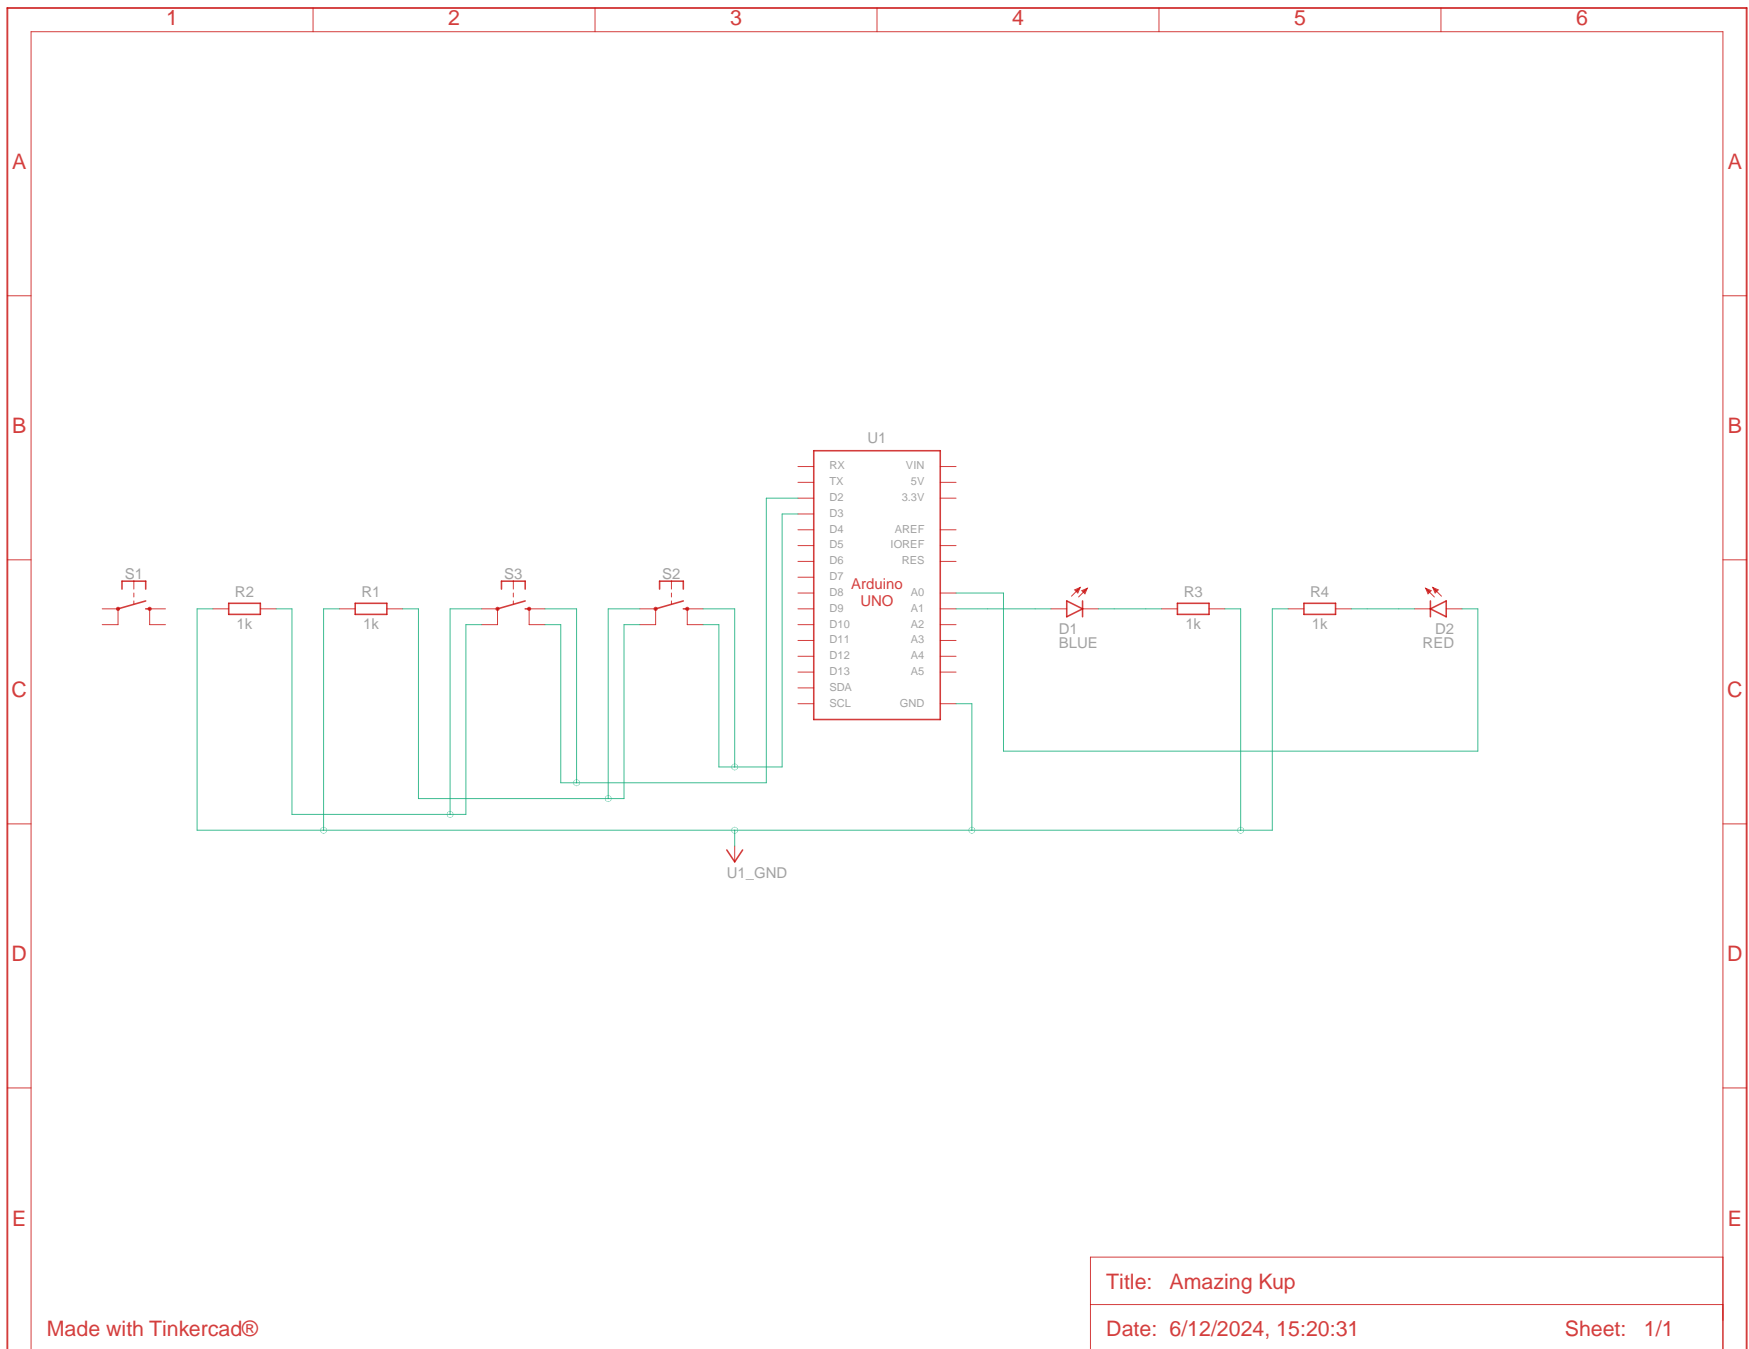 1 2 3 4 5 6
A A
B B
U1
RX VIN
TX 5V
D2 3.3V
D3
D4 AREF
D5 IOREF
D6 RES
D7
Arduino
UNO
D8 A0
D9 A1
D10 A2
D11 A3
D12 A4
D13 A5
SDA
SCL GND
S1
R2
1k
R1
1k
S3
S2
D1
BLUE
R3
1k
R4
1k
D2
RED
C C
U1_GND
D D
E E
Title: Amazing Kup
Made with Tinkercad®
Date: 6/12/2024, 15:20:31 Sheet: 1/1